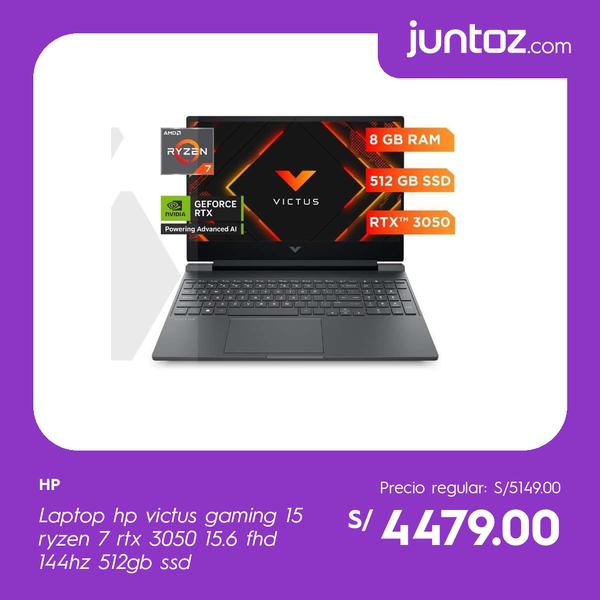 juntoz.com
AMD
RYZEN
7
8 GB RAM
512 GB SSD
VICTUS
NVIDIA
GEFORCE
RTX
Powering Advanced AI
RTX™ 3050
HP
Laptop hp victus gaming 15
ryzen 7 rtx 3050 15.6 fhd
144hz 512gb ssd
Precio regular: S/5149.00
S/ 4479.00